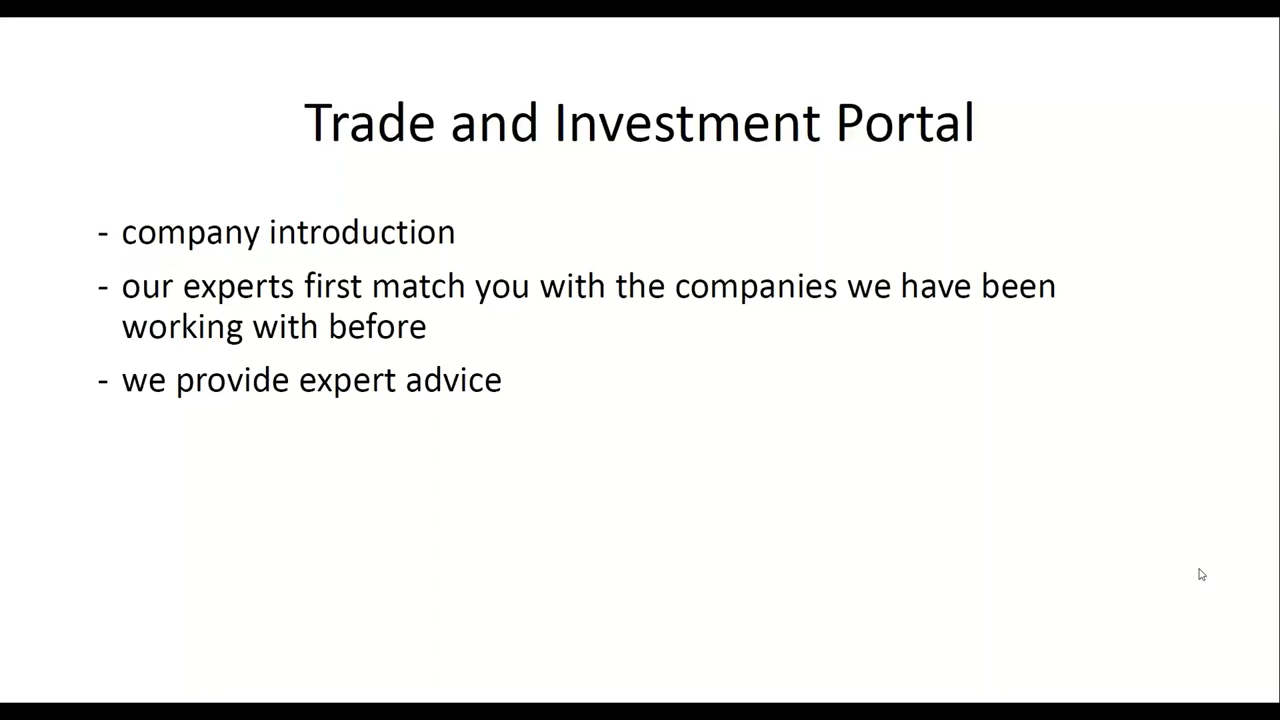 Trade and Investment Portal
- company introduction
- our experts first match you with the companies we have been
working with before
- we provide expert advice